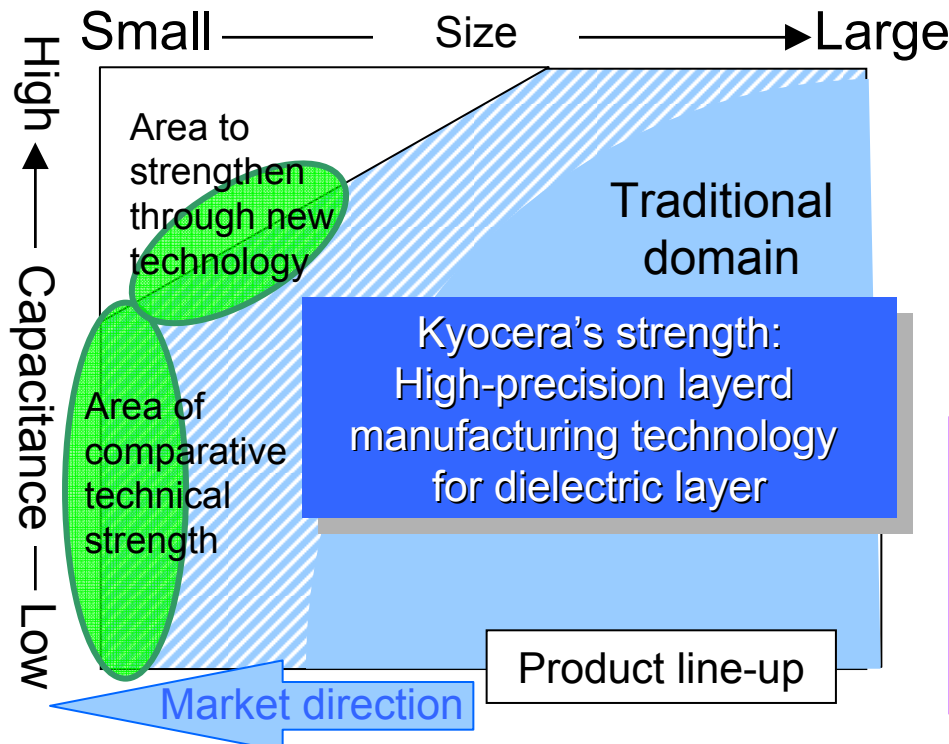 Small Size Large
High
Capacitance
Low
Area to
strengthen
through new
technology
Traditional
domain
Kyocera’s strength:
High-precision layerd
manufacturing technology
for dielectric layer
Area of
comparative
technical
strength
Product line-up
Market direction